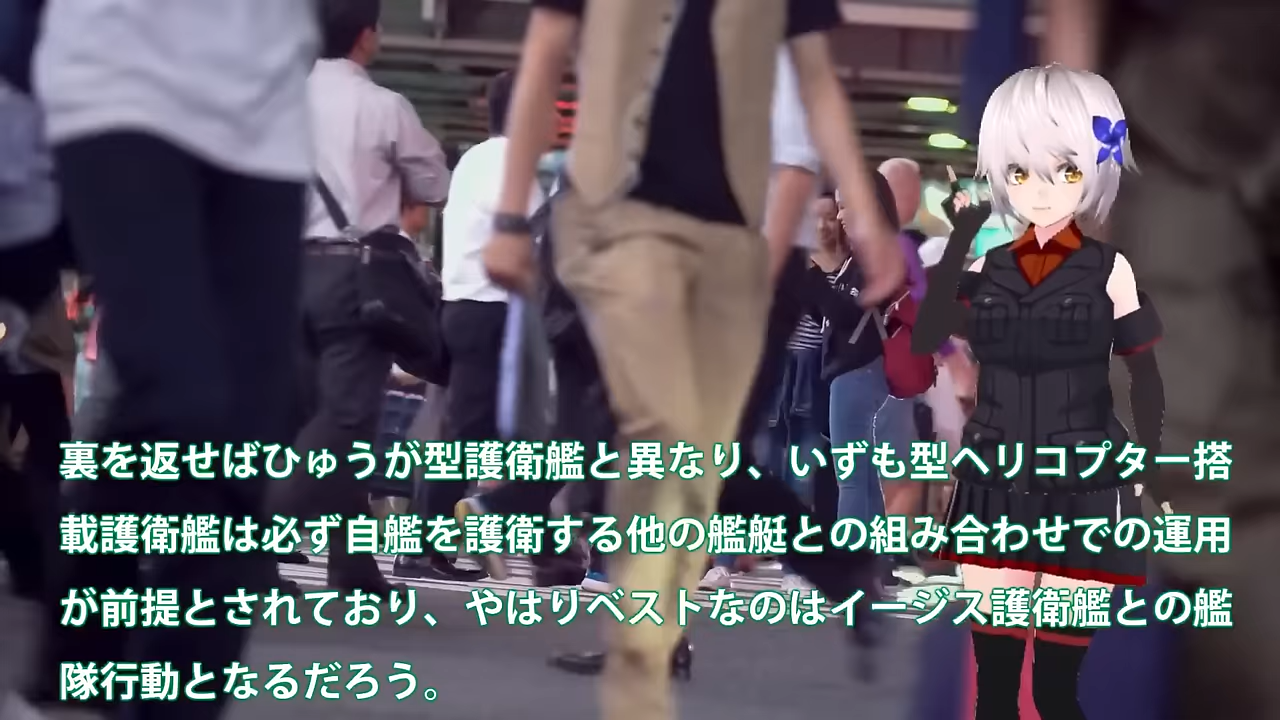 裏を返せばひゅうが型護衛艦と異なり、いずも型ヘリコプター搭
載護衛艦は必ず自艦を護衛する他の艦艇との組み合わせでの運用
が前提とされており、やはりベストなのはイージス護衛艦との艦
隊行動となるだろう。